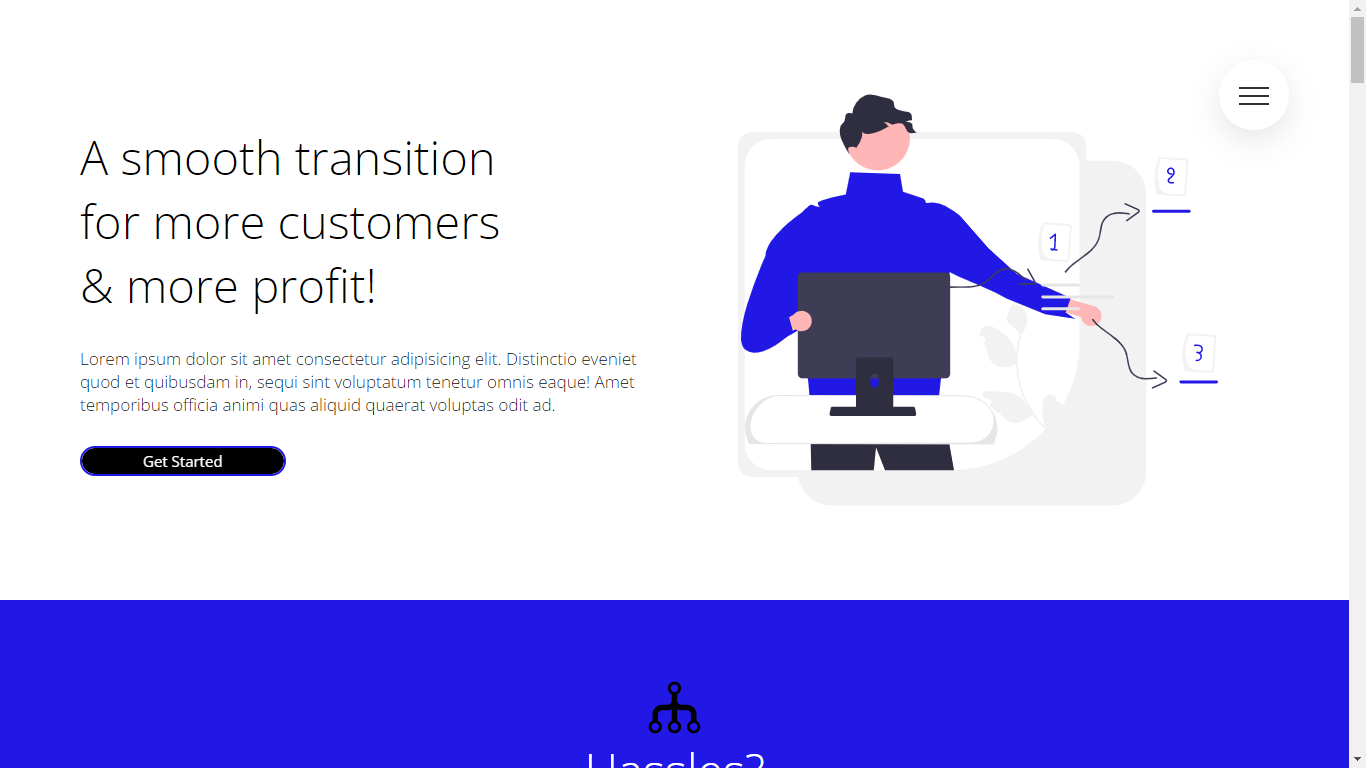 A smooth transition
for more customers
& more profit!
Lorem ipsum dolor sit amet consectetur adipisicing elit. Distinctio eveniet
quod et quibusdam in, sequi sint voluptatum tenetur omnis eaque! Amet
temporibus officia animi quas aliquid quaerat voluptas odit ad.
Get Started
2
1
3
Hassles?